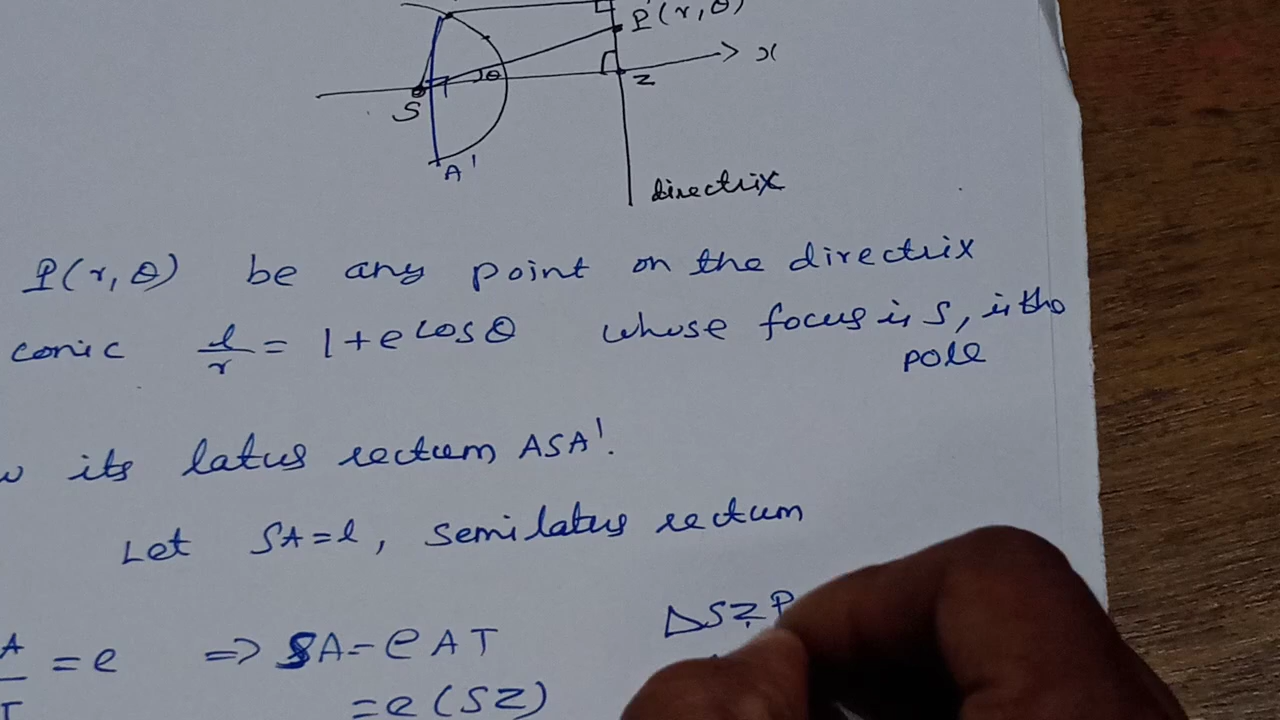 P(r, θ)
x
θ
Z
S
A'
directrix
P(r, θ) be any point on the directrix
conic l/r = 1+e cosθ whose focus is S, is the
pole
its latus rectum ASA'.
Let SA=l, semilatus rectum
ΔSZP
A/T = e => SA = e AT
= e (SZ)